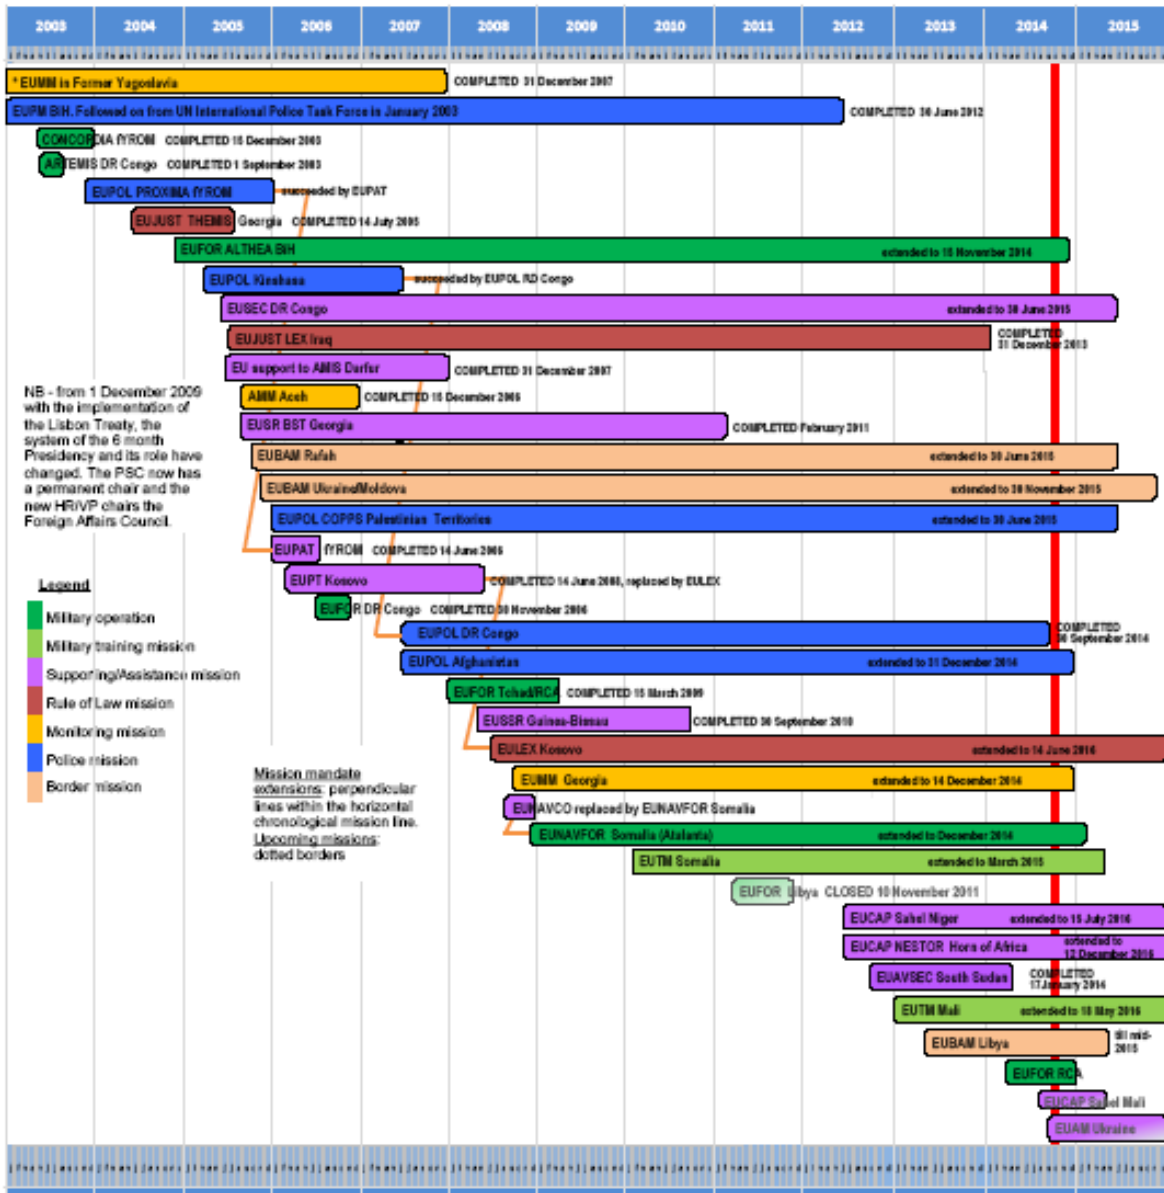 2003 2004 2005 2006 2007 2008 2009 2010 2011 2012 2013 2014 2015
* EUMM in Former Yagoslavia COMPLETED 31 December 2007
EUPM BiH. Followed on from UN International Police Task Force in January 2003 COMPLETED 30 June 2012
CONCORDIA fYROM COMPLETED 15 December 2003
ARTEMIS DR Congo COMPLETED 1 September 2003
EUPOL PROXIMA fYROM succeeded by EUPAT
EUJUST THEMIS Georgia COMPLETED 14 July 2005
EUFOR ALTHEA BiH extended to 15 November 2014
EUPOL Kinshasa succeeded by EUPOL RD Congo
EUSEC DR Congo extended to 30 June 2015
EUJUST LEX Iraq COMPLETED
31 December 2013
EU support to AMIS Darfur COMPLETED 31 December 2007
AMM Aceh COMPLETED 15 December 2006
EUSR BST Georgia COMPLETED February 2011
EUBAM Rafah extended to 30 June 2015
EUBAM Ukraine/Moldova extended to 30 November 2015
EUPOL COPPS Palestinian Territories extended to 30 June 2015
EUPAT fYROM COMPLETED 14 June 2006
EUPT Kosovo COMPLETED 14 June 2008, replaced by EULEX
EUFOR DR Congo COMPLETED 30 November 2006
EUPOL DR Congo COMPLETED
30 September 2014
EUPOL Afghanistan extended to 31 December 2014
EUFOR Tchad/RCA COMPLETED 15 March 2009
EUSSR Guinea-Bissau COMPLETED 30 September 2010
EULEX Kosovo extended to 14 June 2016
EUMM Georgia extended to 14 December 2014
EUNAVCO replaced by EUNAVFOR Somalia
EUNAVFOR Somalia (Atalanta) extended to December 2014
EUTM Somalia extended to March 2015
EUFOR Libya CLOSED 10 November 2011
EUCAP Sahel Niger extended to 15 July 2016
EUCAP NESTOR Horn of Africa extended to
12 December 2016
EUAVSEC South Sudan COMPLETED
17 January 2014
EUTM Mali extended to 18 May 2016
EUBAM Libya till mid-
2015
EUFOR RCA
EUCAP Sahel Mali
EUAM Ukraine
NB - from 1 December 2009
with the implementation of
the Lisbon Treaty, the
system of the 6 month
Presidency and its role have
changed. The PSC now has
a permanent chair and the
new HR/VP chairs the
Foreign Affairs Council.
Legend
Military operation
Military training mission
Supporting/Assistance mission
Rule of Law mission
Monitoring mission
Police mission
Border mission
Mission mandate
extensions: perpendicular
lines within the horizontal
chronological mission line.
Upcoming missions:
dotted borders